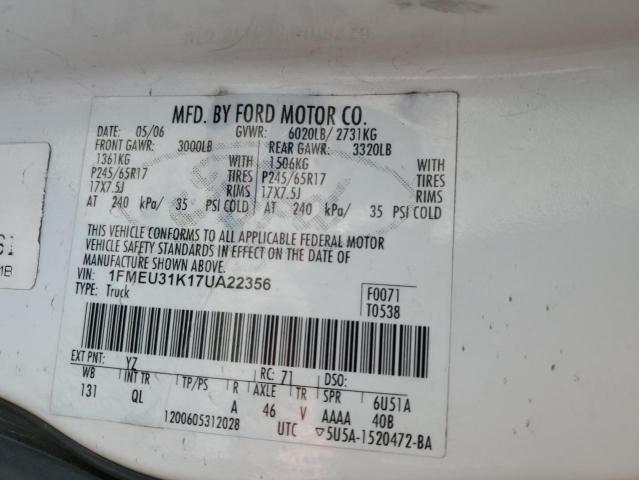 MFD. BY FORD MOTOR CO.
DATE: 05/06 GVWR: 6020LB/ 2731KG
FRONT GAWR: 3000LB REAR GAWR: 3320LB
1361KG WITH 1506KG WITH
P245/65R17 TIRES P245/65R17 TIRES
17X7.5J RIMS 17X7.5J RIMS
AT 240 kPa/ 35 PSI COLD AT 240 kPa/ 35 PSI COLD
THIS VEHICLE CONFORMS TO ALL APPLICABLE FEDERAL MOTOR
VEHICLE SAFETY STANDARDS IN EFFECT ON THE DATE OF
MANUFACTURE SHOWN ABOVE.
VIN: 1FMEU31K17UA22356
TYPE: Truck
F0071
T0538
EXT PNT: YZ RC: 71 DSO:
WB INT TR TP/PS R AXLE TR SPR 6U51A
131 QL A 46 V AAAA 40B
1200605312028 UTC ▽5U5A-1520472-BA
61
MB